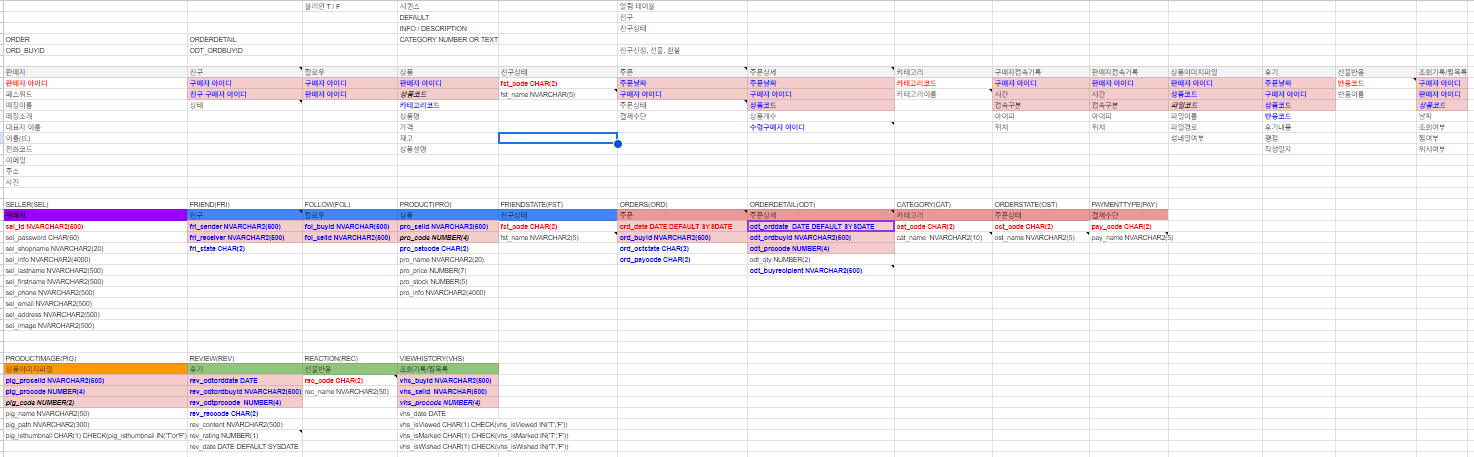 불리언 T / F	시퀀스	알림 테이블
DEFAULT	친구
INFO / DESCRIPTION	친구상태
ORDER	ORDERDETAIL	CATEGORY NUMBER OR TEXT
ORD_BUYID	ODT_ORDBUYID	친구신청, 선물, 환불
판매자	친구	팔로우	상품	친구상태	주문	주문상세	카테고리	구매자접속기록	판매자접속기록	상품이미지파일	후기	선물반응	조회기록/찜목록
판매자 아이디	구매자 아이디	구매자 아이디	판매자 아이디	fst_code CHAR(2)	주문날짜	주문날짜	카테고리코드	구매자 아이디	판매자 아이디	판매자 아이디	주문날짜	반응코드	구매자 아이디
패스워드	친구 구매자 아이디	판매자 아이디	상품코드	fst_name NVARCHAR(5)	구매자 아이디	구매자 아이디	카테고리이름	시간	시간	상품코드	구매자 아이디	반응이름	판매자 아이디
매장이름	상태	카테고리코드	주문상태	상품코드	접속구분	접속구분	파일코드	상품코드	상품코드
매장소개	상품명	결제수단	상품개수	아이피	아이피	파일이름	반응코드	날짜
대표자 이름	가격	수령구매자 아이디	위치	위치	파일경로	후기내용	조회여부
이름(氏)	재고	섬네일여부	평점	찜여부
전화코드	상품설명	작성일자	위시여부
이메일
주소
사진
SELLER(SEL)	FRIEND(FRI)	FOLLOW(FOL)	PRODUCT(PRO)	FRIENDSTATE(FST)	ORDERS(ORD)	ORDERDETAIL(ODT)	CATEGORY(CAT)	ORDERSTATE(OST)	PAYMENTTYPE(PAY)
판매자	친구	팔로우	상품	친구상태	주문	주문상세	카테고리	주문상태	결제수단
sel_id NVARCHAR2(500)	fri_sender NVARCHAR2(500)	fol_buyid NVARCHAR2(500)	pro_selid NVARCHAR2(500)	fst_code CHAR(2)	ord_date DATE DEFAULT SYSDATE	odt_orddate DATE DEFAULT SYSDATE	cat_code CHAR(2)	ost_code CHAR(2)	pay_code CHAR(2)
sel_password CHAR(60)	fri_receiver NVARCHAR2(500)	fol_selid NVARCHAR2(500)	pro_code NUMBER(4)	fst_name NVARCHAR2(5)	ord_buyid NVARCHAR2(500)	odt_ordbuyid NVARCHAR2(500)	cat_name NVARCHAR2(10)	ost_name NVARCHAR2(5)	pay_name NVARCHAR2(5)
sel_shopname NVARCHAR2(20)	fri_state CHAR(2)	pro_catcode CHAR(2)	ord_oststate CHAR(2)	odt_procode NUMBER(4)
sel_info NVARCHAR2(4000)	pro_name NVARCHAR2(20)	ord_paycode CHAR(2)	odt_qty NUMBER(2)
sel_lastname NVARCHAR2(500)	pro_price NUMBER(7)	odt_buyrecipient NVARCHAR2(500)
sel_firstname NVARCHAR2(500)	pro_stock NUMBER(5)
sel_phone NVARCHAR2(500)	pro_info NVARCHAR2(4000)
sel_email NVARCHAR2(500)
sel_address NVARCHAR2(500)
sel_image NVARCHAR2(500)
PRODUCTIMAGE(PIG)	REVIEW(REV)	REACTION(REC)	VIEWHISTORY(VHS)
상품이미지파일	후기	선물반응	조회기록/찜목록
pig_proselid NVARCHAR2(500)	rev_odtorddate DATE	rec_code CHAR(2)	vhs_buyid NVARCHAR2(500)
pig_procode NUMBER(4)	rev_odtordbuyid NVARCHAR2(500)	rec_name NVARCHAR2(50)	vhs_selid NVARCHAR2(500)
pig_code NUMBER(2)	rev_odtprocode NUMBER(4)	vhs_procode NUMBER(4)
pig_name NVARCHAR2(50)	rev_reccode CHAR(2)	vhs_date DATE
pig_path NVARCHAR2(300)	rev_content NVARCHAR2(500)	vhs_isViewed CHAR(1) CHECK(vhs_isViewed IN('T','F'))
pig_isthumbnail CHAR(1) CHECK(pig_isthumbnail IN('T'or'F')	rev_rating NUMBER(1)	vhs_isMarked CHAR(1) CHECK(vhs_isMarked IN('T','F'))
rev_date DATE DEFAULT SYSDATE	vhs_isWished CHAR(1) CHECK(vhs_isWished IN('T','F'))